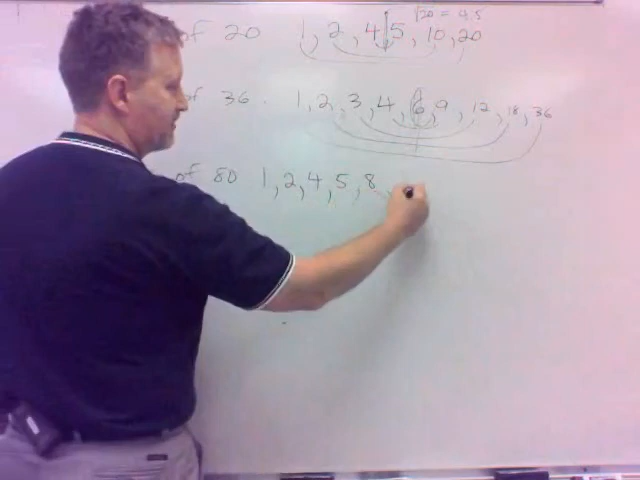 √20 = 4.5
of 20 1, 2, 4, 5, 10, 20
of 36 1, 2, 3, 4, 6, 9, 12, 18, 36
of 80 1, 2, 4, 5, 8,